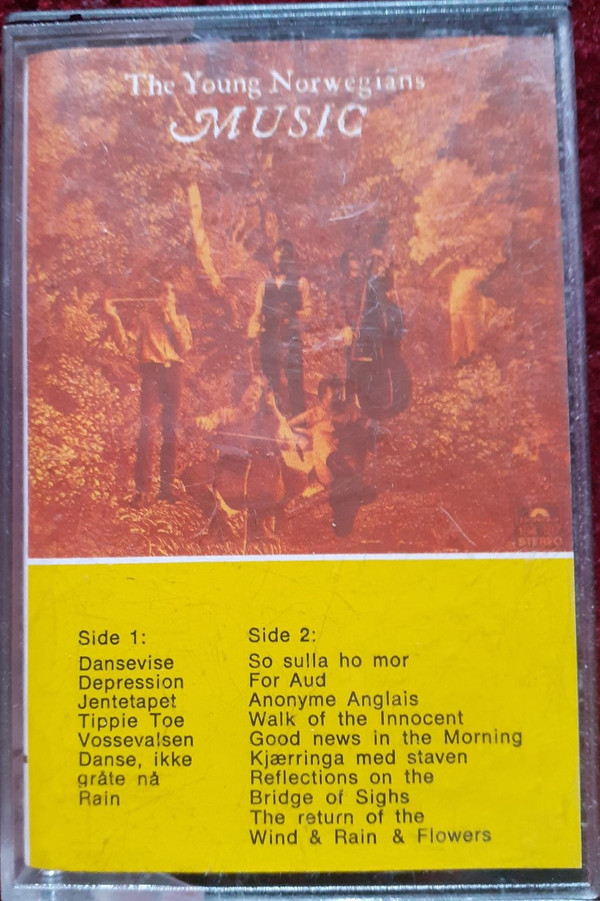 The Young Norwegians
MUSIC
STEREO
Side 1:
Dansevise
Depression
Jentetapet
Tippie Toe
Vossevalsen
Danse, ikke
gråte nå
Rain
Side 2:
So sulla ho mor
For Aud
Anonyme Anglais
Walk of the Innocent
Good news in the Morning
Kjærringa med staven
Reflections on the
Bridge of Sighs
The return of the
Wind & Rain & Flowers